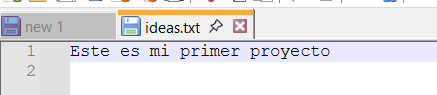 new 1 ideas.txt
1 Este es mi primer proyecto
2